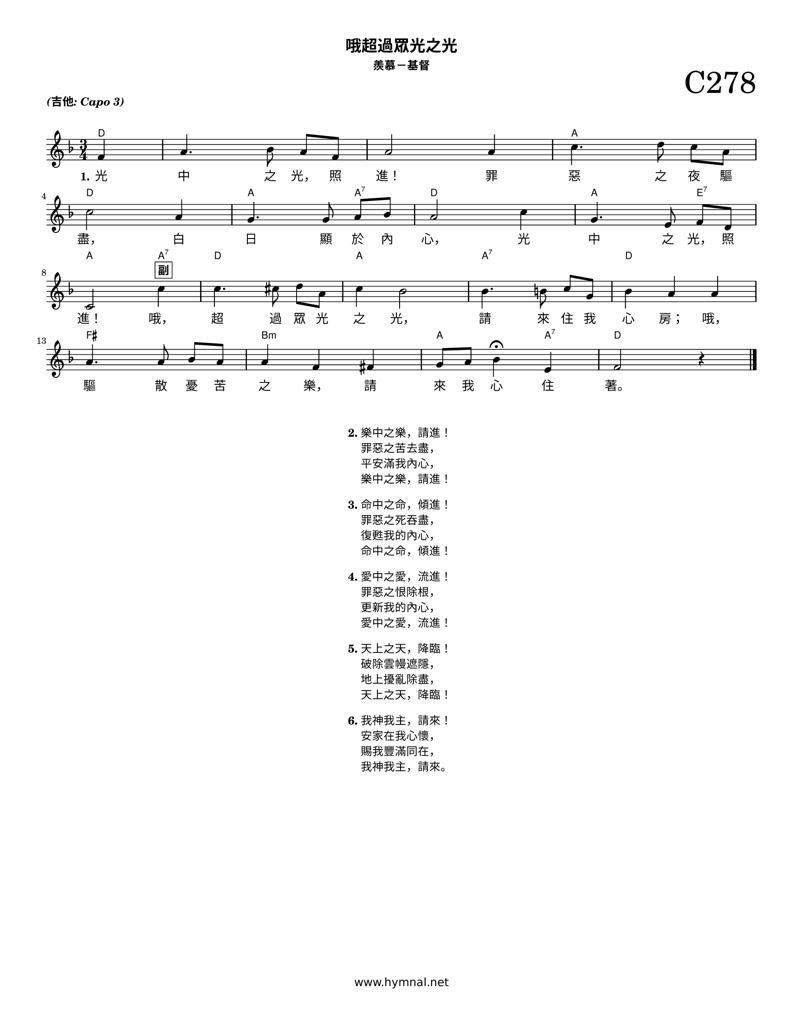 哦超過眾光之光
羨慕－基督
C278
(吉他: Capo 3)
D A
1. 光 中 之 光， 照 進！ 罪 惡 之 夜 驅
4 D A A7 D A E7
盡， 白 日 顯 於 內 心， 光 中 之 光， 照
8 A A7 D A A7 D
副
進！ 哦， 超 過 眾 光 之 光， 請 來 住 我 心 房； 哦，
13 F# Bm A A7 D
驅 散 憂 苦 之 樂， 請 來 我 心 住 著。
2. 樂中之樂，請進！
罪惡之苦去盡，
平安滿我內心，
樂中之樂，請進！
3. 命中之命，傾進！
罪惡之死吞盡，
復甦我的內心，
命中之命，傾進！
4. 愛中之愛，流進！
罪惡之恨除根，
更新我的內心，
愛中之愛，流進！
5. 天上之天，降臨！
破除雲幔遮隱，
地上擾亂除盡，
天上之天，降臨！
6. 我神我主，請來！
安家在我心懷，
賜我豐滿同在，
我神我主，請來。
www.hymnal.net